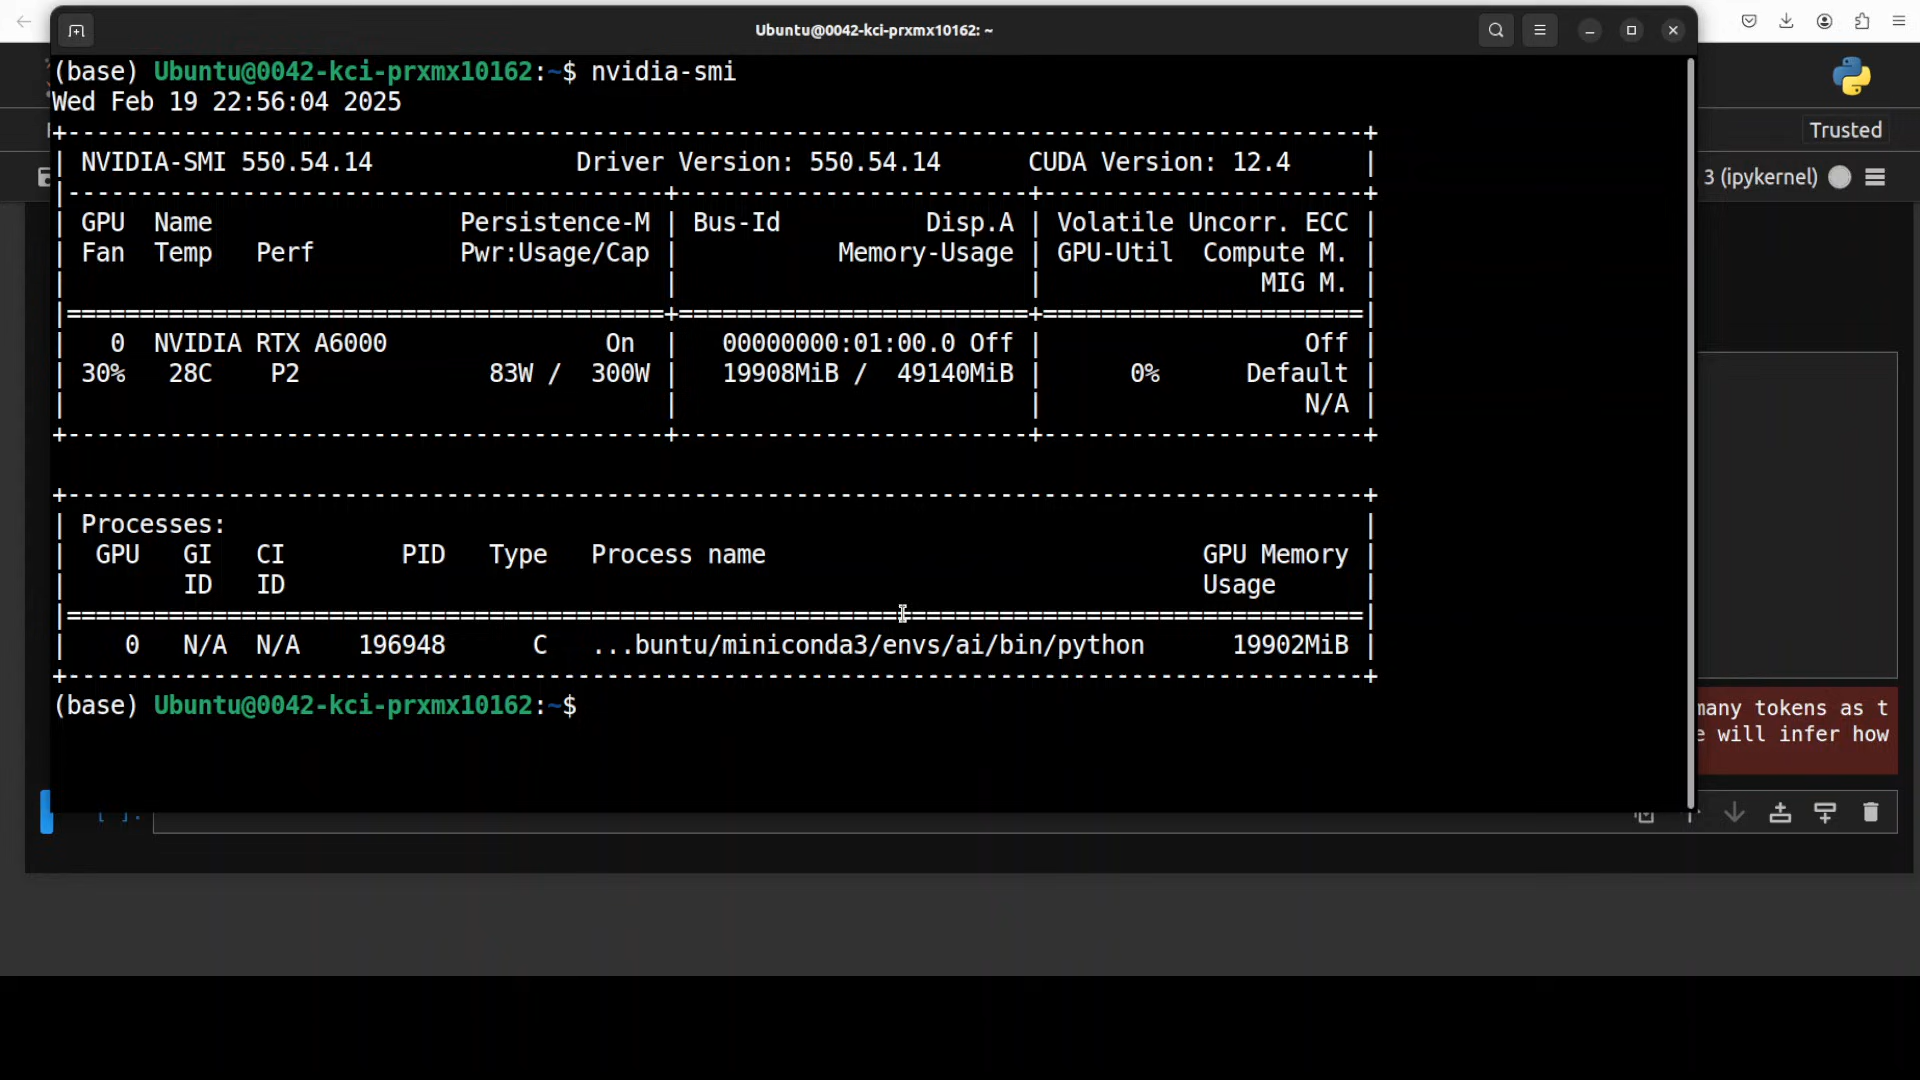 Ubuntu@0042-kci-prxmx10162: ~
(base) Ubuntu@0042-kci-prxmx10162:~$ nvidia-smi
Wed Feb 19 22:56:04 2025
+-----------------------------------------------------------------------------------------+
| NVIDIA-SMI 550.54.14              Driver Version: 550.54.14      CUDA Version: 12.4     |
|-----------------------------------------+------------------------+----------------------+
| GPU  Name                 Persistence-M | Bus-Id          Disp.A | Volatile Uncorr. ECC |
| Fan  Temp   Perf          Pwr:Usage/Cap |           Memory-Usage | GPU-Util  Compute M. |
|                                         |                        |               MIG M. |
|=========================================+========================+======================|
|   0  NVIDIA RTX A6000               On  |   00000000:01:00.0 Off |                  Off |
| 30%   28C    P2             83W /  300W |   19908MiB /  49140MiB |      0%      Default |
|                                         |                        |                  N/A |
+-----------------------------------------+------------------------+----------------------+
+-----------------------------------------------------------------------------------------+
| Processes:                                                                              |
|  GPU   GI   CI        PID   Type   Process name                              GPU Memory |
|        ID   ID                                                               Usage      |
|=========================================================================================|
|    0   N/A  N/A    196948      C   ...buntu/miniconda3/envs/ai/bin/python      19902MiB |
+-----------------------------------------------------------------------------------------+
(base) Ubuntu@0042-kci-prxmx10162:~$
Trusted
3 (ipykernel)
many tokens as t
e will infer how
[ ]: